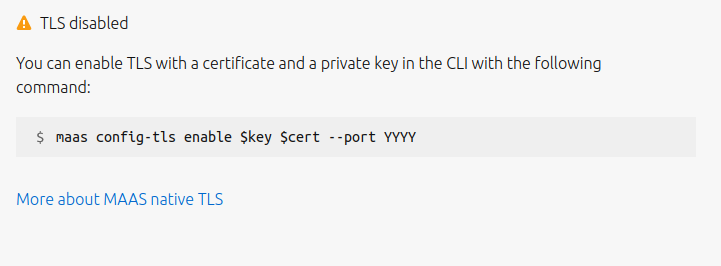 TLS disabled
You can enable TLS with a certificate and a private key in the CLI with the following
command:
$ maas config-tls enable $key $cert --port YYYY
More about MAAS native TLS